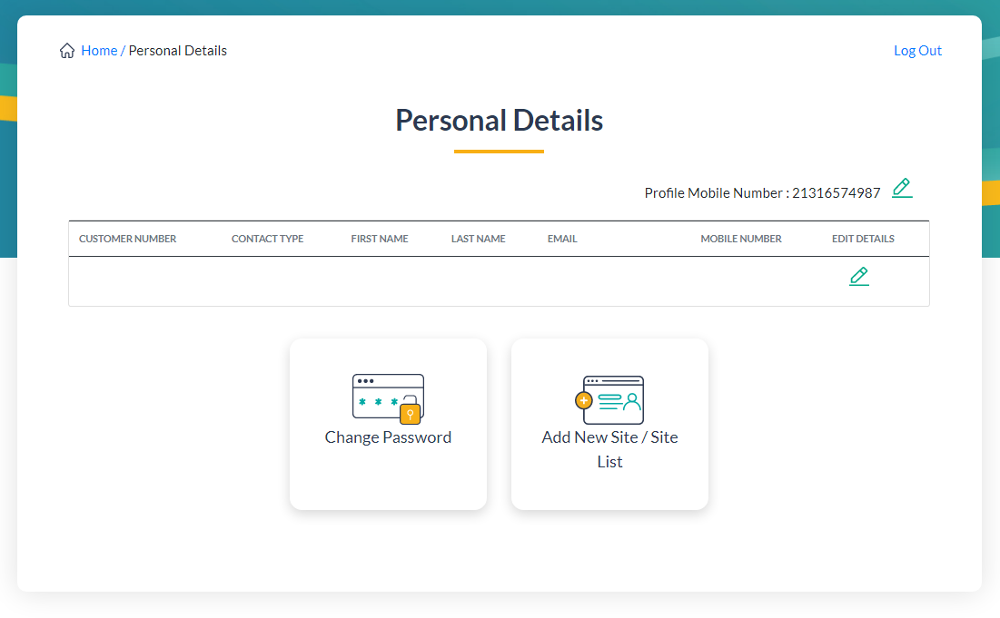 Home / Personal Details
Log Out
Personal Details
Profile Mobile Number : 21316574987
CUSTOMER NUMBER CONTACT TYPE FIRST NAME LAST NAME EMAIL MOBILE NUMBER EDIT DETAILS
Change Password
Add New Site / Site
List